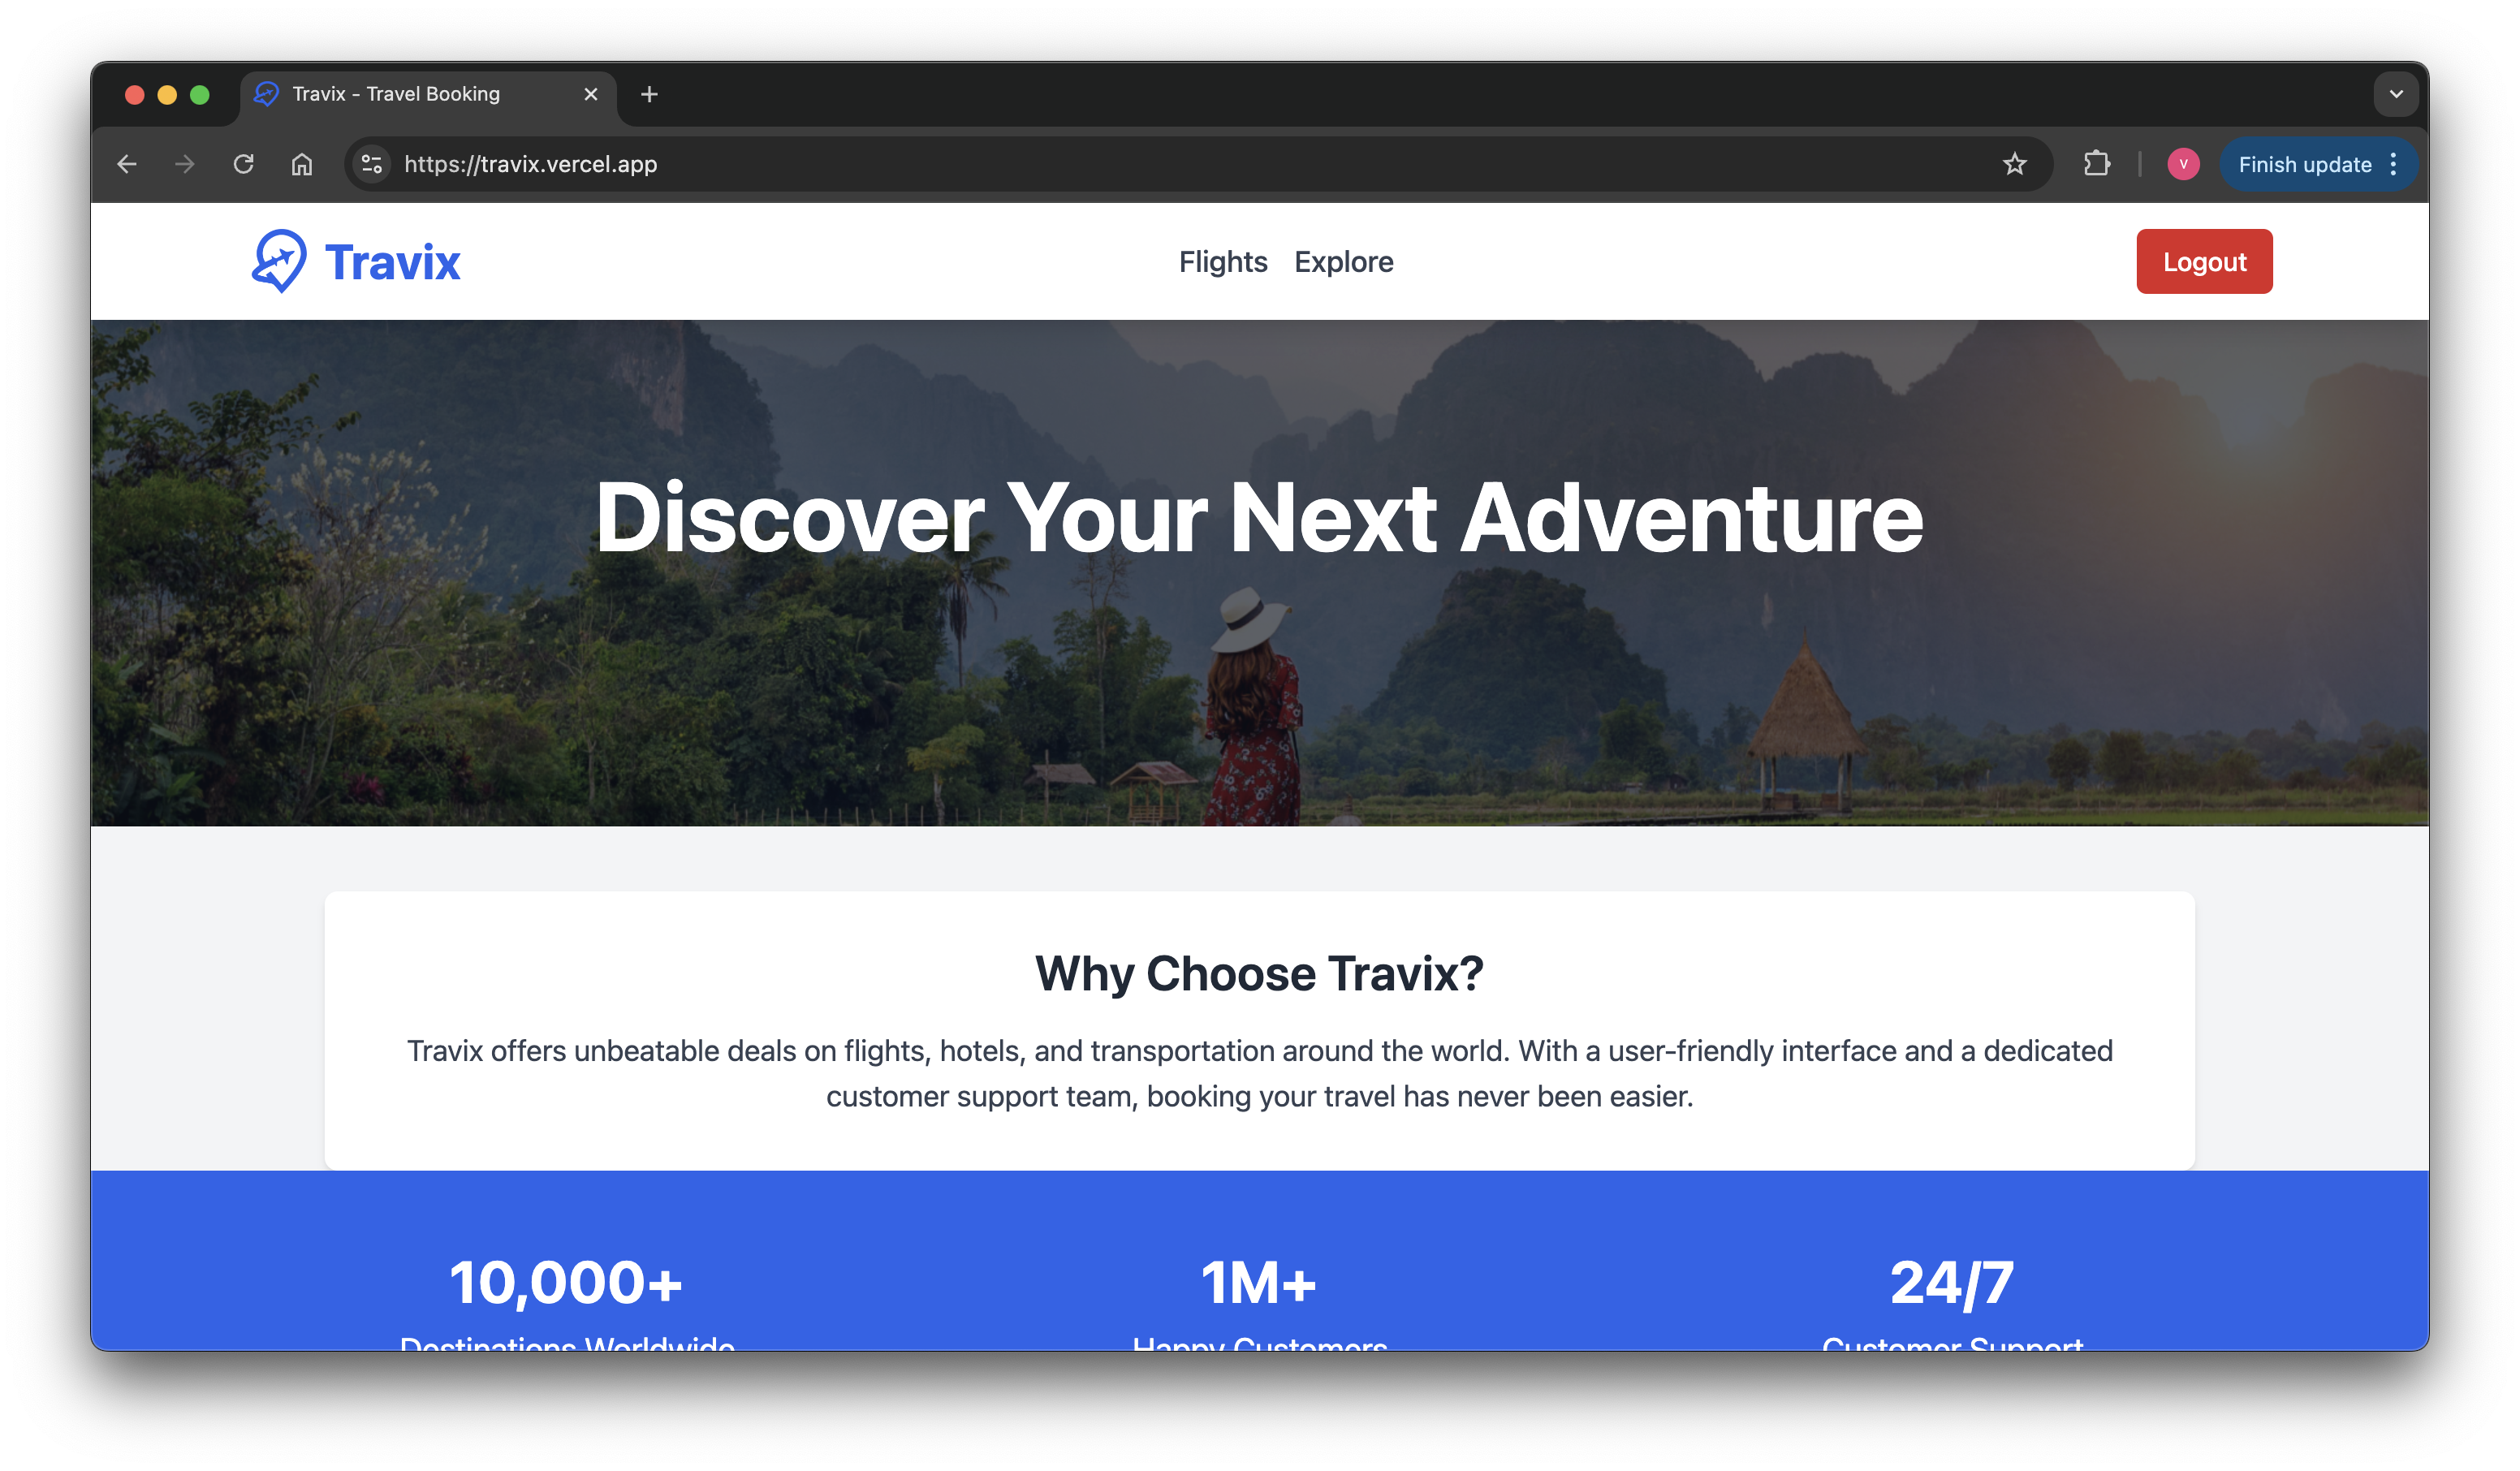 Travix - Travel Booking
https://travix.vercel.app
V
Finish update
Travix
Flights Explore
Logout
Discover Your Next Adventure
Why Choose Travix?
Travix offers unbeatable deals on flights, hotels, and transportation around the world. With a user-friendly interface and a dedicated
customer support team, booking your travel has never been easier.
10,000+ 1M+ 24/7
Destinations Worldwide Happy Customers Customer Support